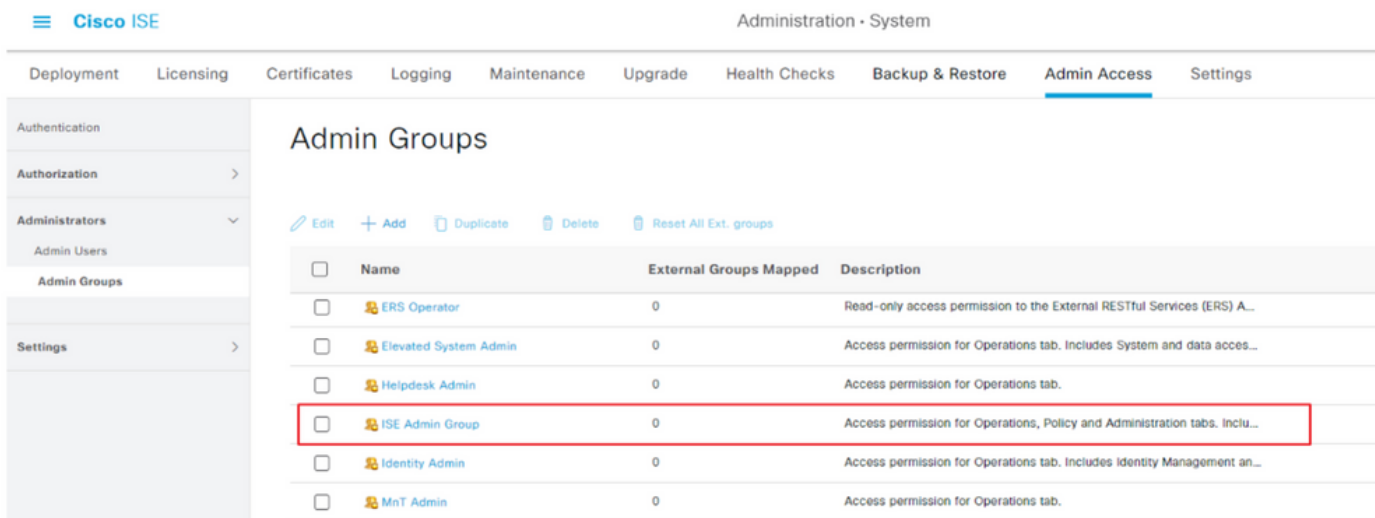 Cisco ISE
Administration · System
Deployment Licensing Certificates Logging Maintenance Upgrade Health Checks Backup & Restore Admin Access Settings
Authentication
Authorization
Administrators
Admin Users
Admin Groups
Settings
Admin Groups
Edit Add Duplicate Delete Reset All Ext. groups
Name External Groups Mapped Description
ERS Operator 0 Read-only access permission to the External RESTful Services (ERS) A...
Elevated System Admin 0 Access permission for Operations tab. Includes System and data acces...
Helpdesk Admin 0 Access permission for Operations tab.
ISE Admin Group 0 Access permission for Operations, Policy and Administration tabs. Inclu...
Identity Admin 0 Access permission for Operations tab. Includes Identity Management an...
MnT Admin 0 Access permission for Operations tab.